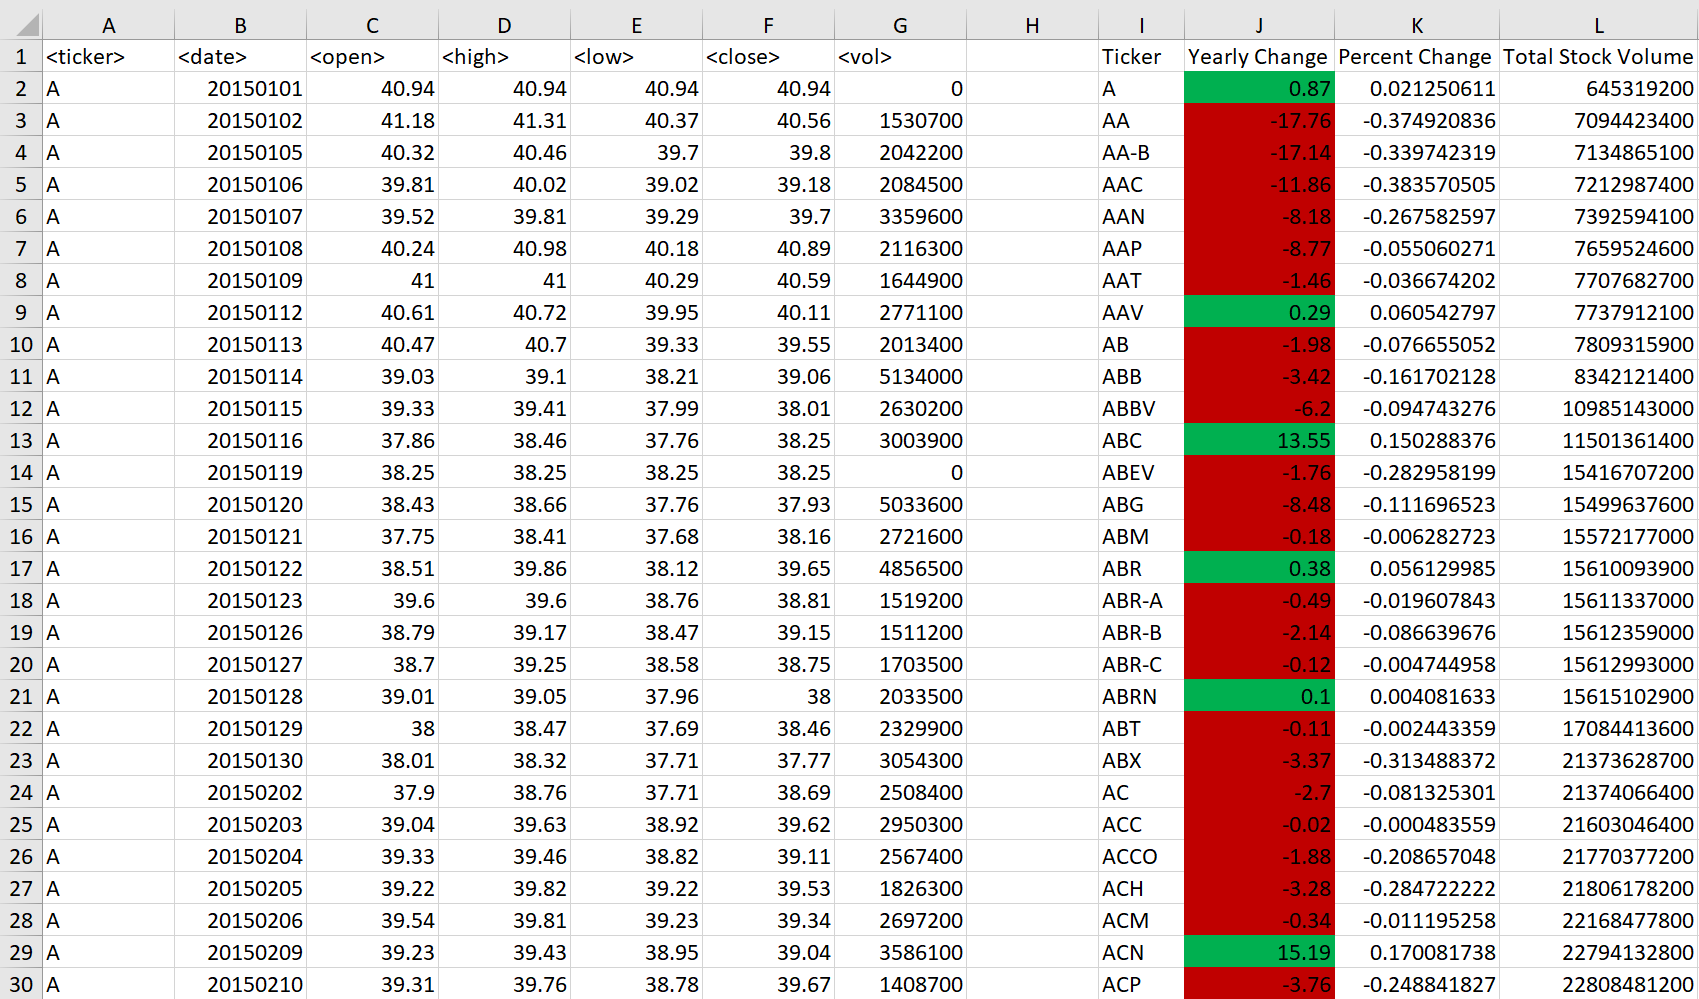 A B C D E F G H I J K L
1 <ticker> <date> <open> <high> <low> <close> <vol> Ticker Yearly Change Percent Change Total Stock Volume
2 A 20150101 40.94 40.94 40.94 40.94 0 A 0.87 0.021250611 645319200
3 A 20150102 41.18 41.31 40.37 40.56 1530700 AA -17.76 -0.374920836 7094423400
4 A 20150105 40.32 40.46 39.7 39.8 2042200 AA-B -17.14 -0.339742319 7134865100
5 A 20150106 39.81 40.02 39.02 39.18 2084500 AAC -11.86 -0.383570505 7212987400
6 A 20150107 39.52 39.81 39.29 39.7 3359600 AAN -8.18 -0.267582597 7392594100
7 A 20150108 40.24 40.98 40.18 40.89 2116300 AAP -8.77 -0.055060271 7659524600
8 A 20150109 41 41 40.29 40.59 1644900 AAT -1.46 -0.036674202 7707682700
9 A 20150112 40.61 40.72 39.95 40.11 2771100 AAV 0.29 0.060542797 7737912100
10 A 20150113 40.47 40.7 39.33 39.55 2013400 AB -1.98 -0.076655052 7809315900
11 A 20150114 39.03 39.1 38.21 39.06 5134000 ABB -3.42 -0.161702128 8342121400
12 A 20150115 39.33 39.41 37.99 38.01 2630200 ABBV -6.2 -0.094743276 10985143000
13 A 20150116 37.86 38.46 37.76 38.25 3003900 ABC 13.55 0.150288376 11501361400
14 A 20150119 38.25 38.25 38.25 38.25 0 ABEV -1.76 -0.282958199 15416707200
15 A 20150120 38.43 38.66 37.76 37.93 5033600 ABG -8.48 -0.111696523 15499637600
16 A 20150121 37.75 38.41 37.68 38.16 2721600 ABM -0.18 -0.006282723 15572177000
17 A 20150122 38.51 39.86 38.12 39.65 4856500 ABR 0.38 0.056129985 15610093900
18 A 20150123 39.6 39.6 38.76 38.81 1519200 ABR-A -0.49 -0.019607843 15611337000
19 A 20150126 38.79 39.17 38.47 39.15 1511200 ABR-B -2.14 -0.086639676 15612359000
20 A 20150127 38.7 39.25 38.58 38.75 1703500 ABR-C -0.12 -0.004744958 15612993000
21 A 20150128 39.01 39.05 37.96 38 2033500 ABRN 0.1 0.004081633 15615102900
22 A 20150129 38 38.47 37.69 38.46 2329900 ABT -0.11 -0.002443359 17084413600
23 A 20150130 38.01 38.32 37.71 37.77 3054300 ABX -3.37 -0.313488372 21373628700
24 A 20150202 37.9 38.76 37.71 38.69 2508400 AC -2.7 -0.081325301 21374066400
25 A 20150203 39.04 39.63 38.92 39.62 2950300 ACC -0.02 -0.000483559 21603046400
26 A 20150204 39.33 39.46 38.82 39.11 2567400 ACCO -1.88 -0.208657048 21770377200
27 A 20150205 39.22 39.82 39.22 39.53 1826300 ACH -3.28 -0.284722222 21806178200
28 A 20150206 39.54 39.81 39.23 39.34 2697200 ACM -0.34 -0.011195258 22168477800
29 A 20150209 39.23 39.43 38.95 39.04 3586100 ACN 15.19 0.170081738 22794132800
30 A 20150210 39.31 39.76 38.78 39.67 1408700 ACP -3.76 -0.248841827 22808481200